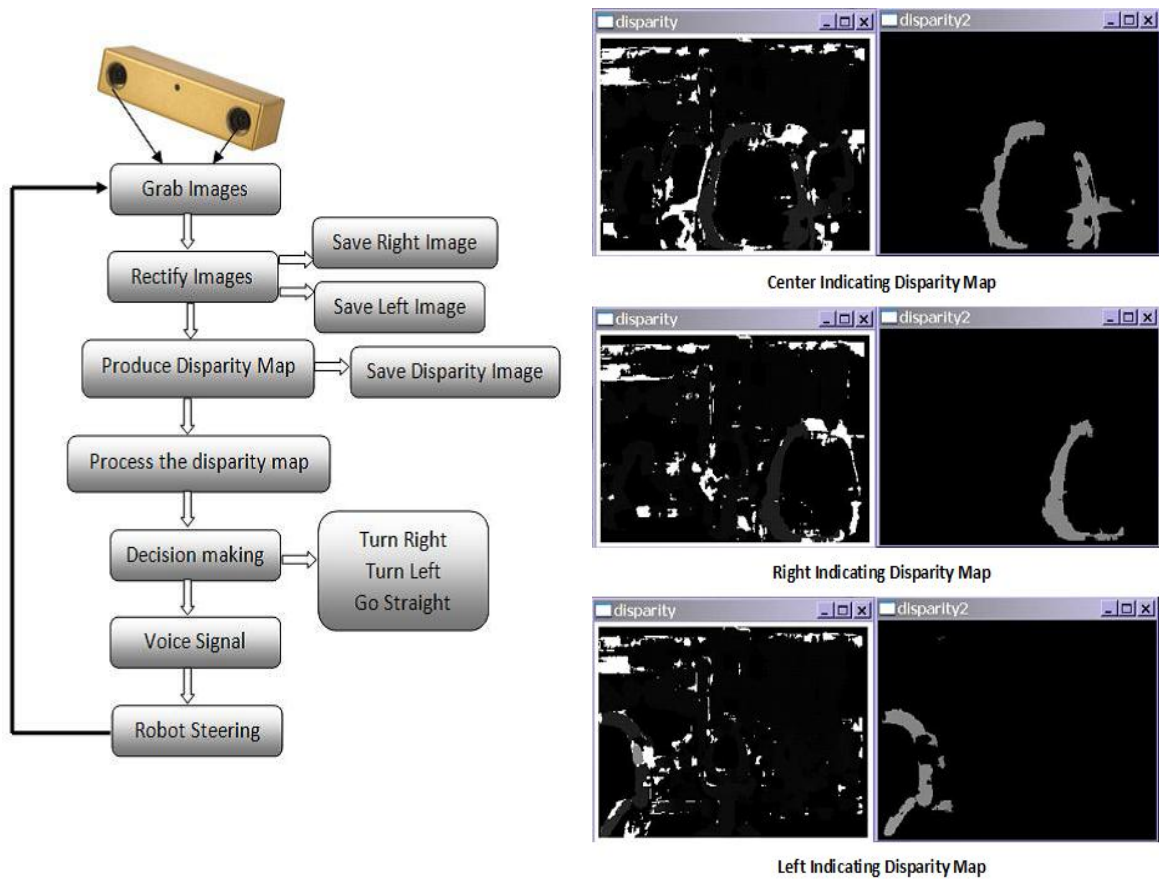 Grab Images
Rectify Images
Save Right Image
Save Left Image
Produce Disparity Map
Save Disparity Image
Process the disparity map
Decision making
Turn Right
Turn Left
Go Straight
Voice Signal
Robot Steering
disparity
disparity2
Center Indicating Disparity Map
disparity
disparity2
Right Indicating Disparity Map
disparity
disparity2
Left Indicating Disparity Map